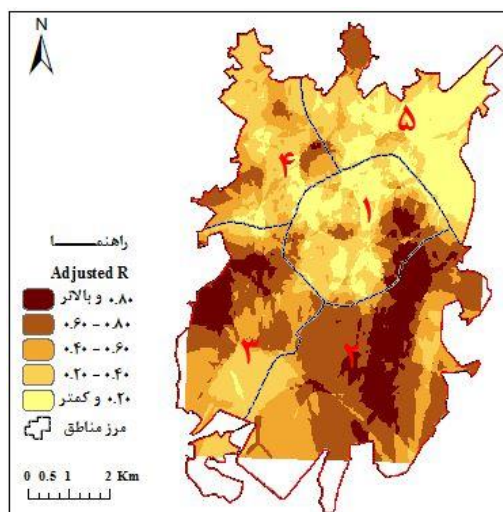 N
۵
۴
۱
۳
۲
راهنمـــا
Adjusted R
۰.۸۰ و بالاتر
۰.۶۰ - ۰.۸۰
۰.۴۰ - ۰.۶۰
۰.۲۰ - ۰.۴۰
۰.۲۰ و کمتر
مرز مناطق
0 0.5 1 2 Km